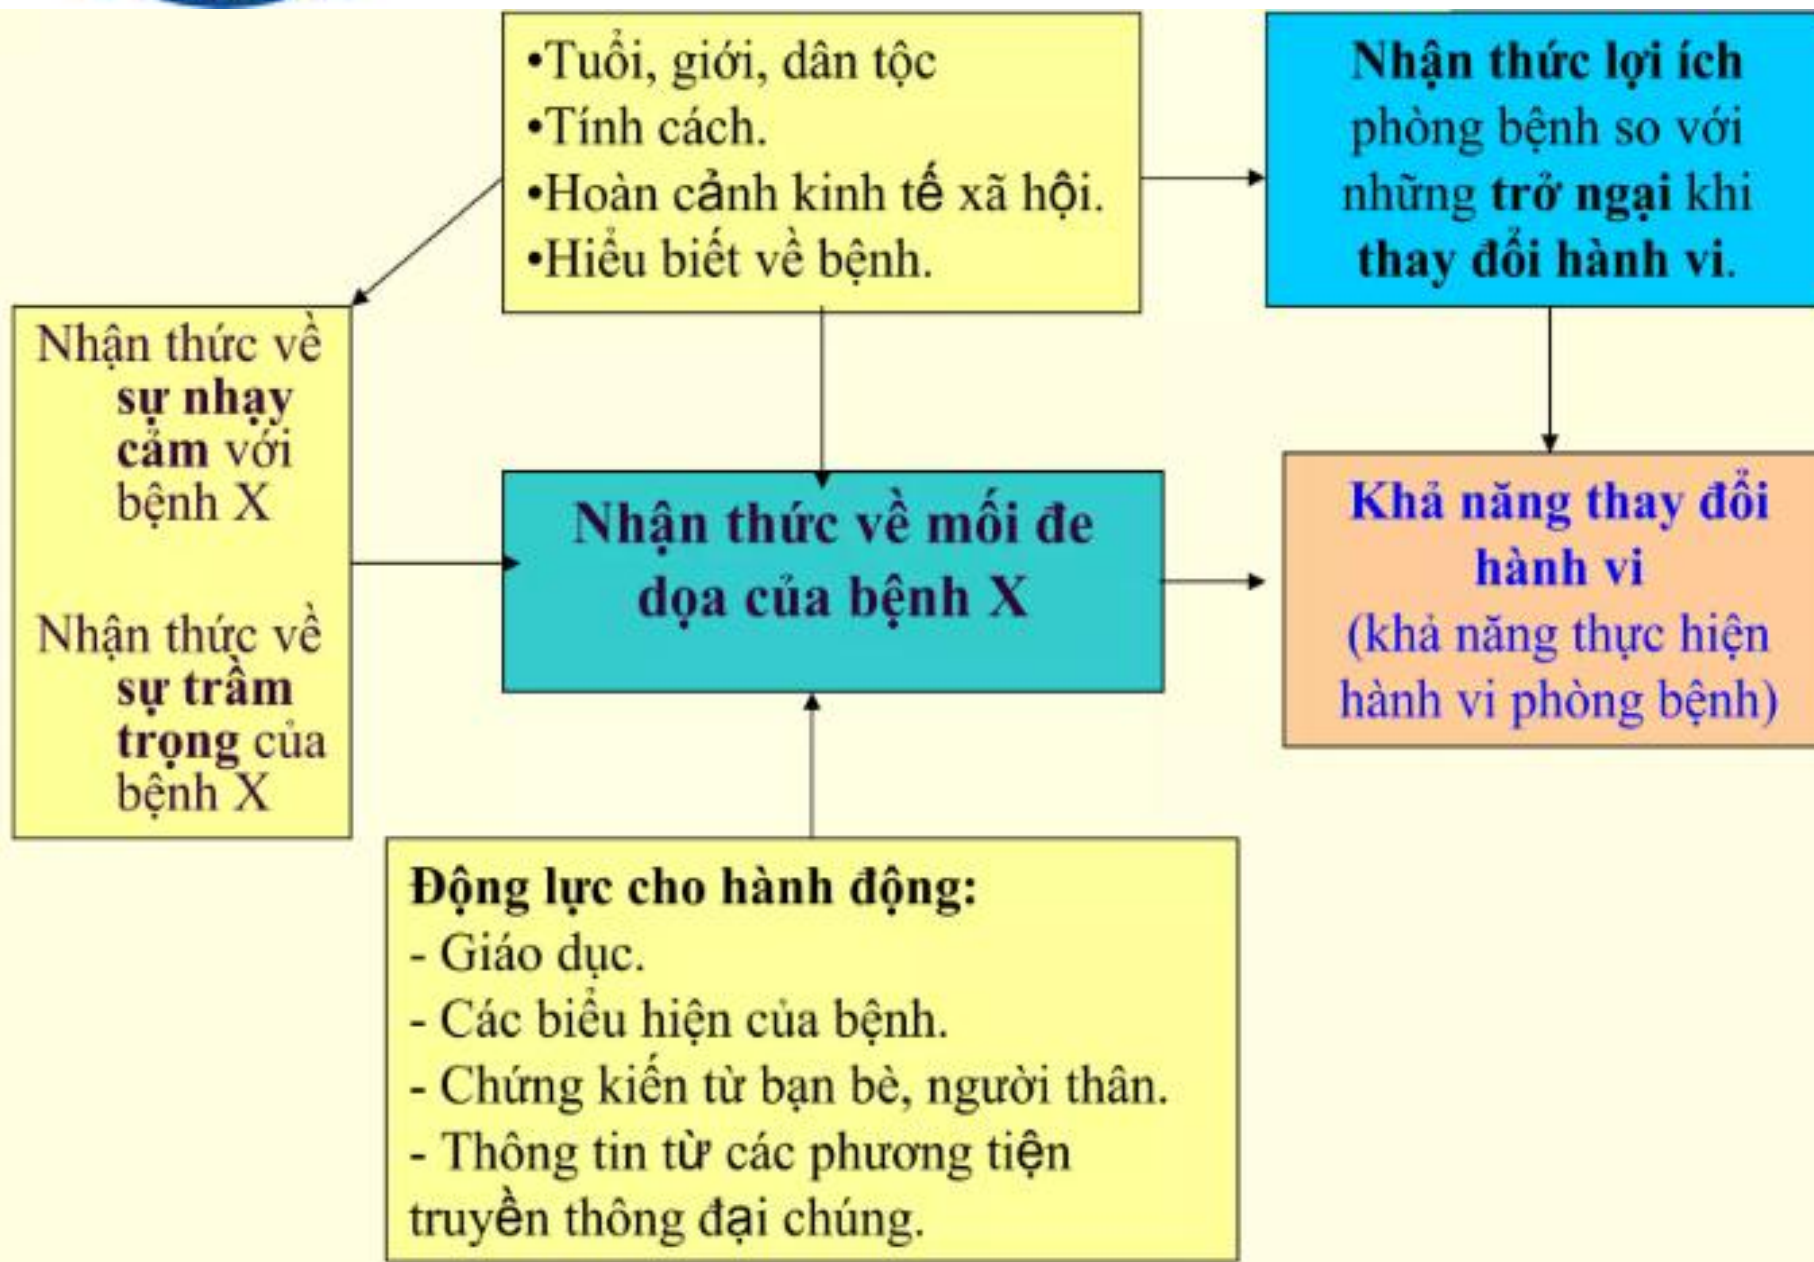 •Tuổi, giới, dân tộc
•Tính cách.
•Hoàn cảnh kinh tế xã hội.
•Hiểu biết về bệnh.
Nhận thức lợi ích
phòng bệnh so với
những trở ngại khi
thay đổi hành vi.
Nhận thức về
sự nhạy
cảm với
bệnh X
Nhận thức về
sự trầm
trọng của
bệnh X
Nhận thức về mối đe
dọa của bệnh X
Khả năng thay đổi
hành vi
(khả năng thực hiện
hành vi phòng bệnh)
Động lực cho hành động:
- Giáo dục.
- Các biểu hiện của bệnh.
- Chứng kiến từ bạn bè, người thân.
- Thông tin từ các phương tiện
truyền thông đại chúng.